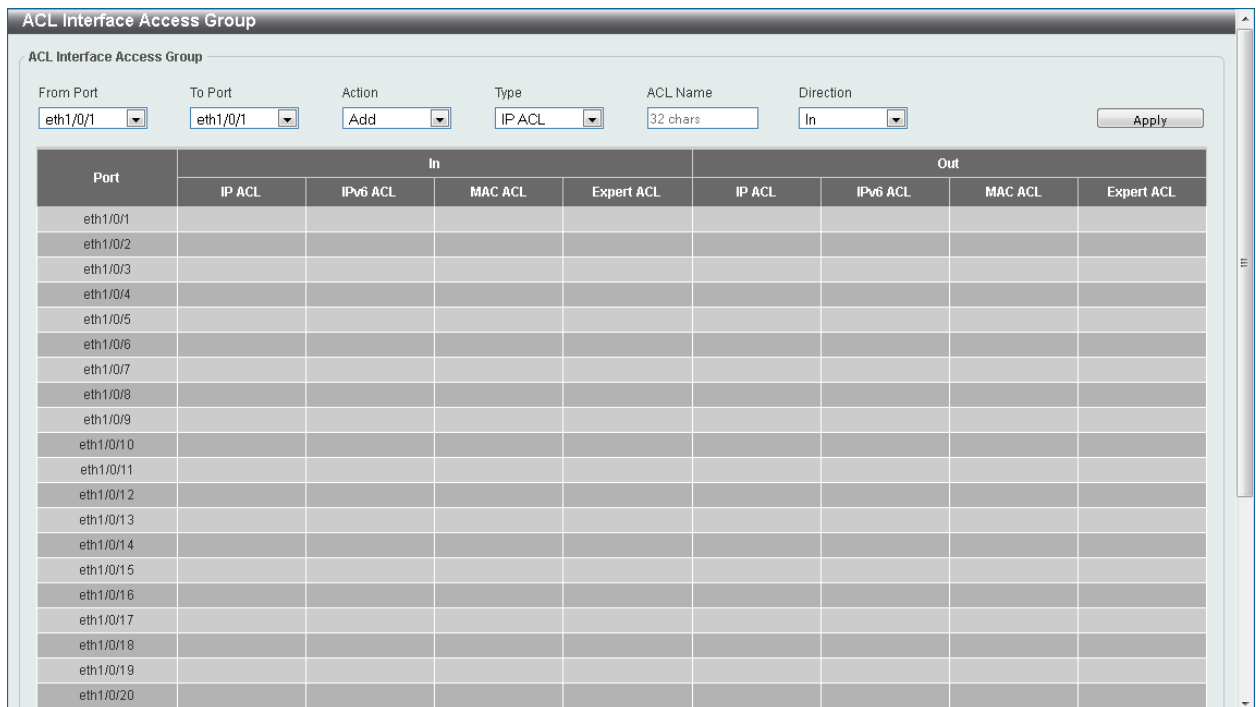 ACL Interface Access Group
ACL Interface Access Group
From Port To Port Action Type ACL Name Direction
eth1/0/1 eth1/0/1 Add IP ACL 32 chars In Apply
Port In Out
IP ACL IPv6 ACL MAC ACL Expert ACL IP ACL IPv6 ACL MAC ACL Expert ACL
eth1/0/1
eth1/0/2
eth1/0/3
eth1/0/4
eth1/0/5
eth1/0/6
eth1/0/7
eth1/0/8
eth1/0/9
eth1/0/10
eth1/0/11
eth1/0/12
eth1/0/13
eth1/0/14
eth1/0/15
eth1/0/16
eth1/0/17
eth1/0/18
eth1/0/19
eth1/0/20